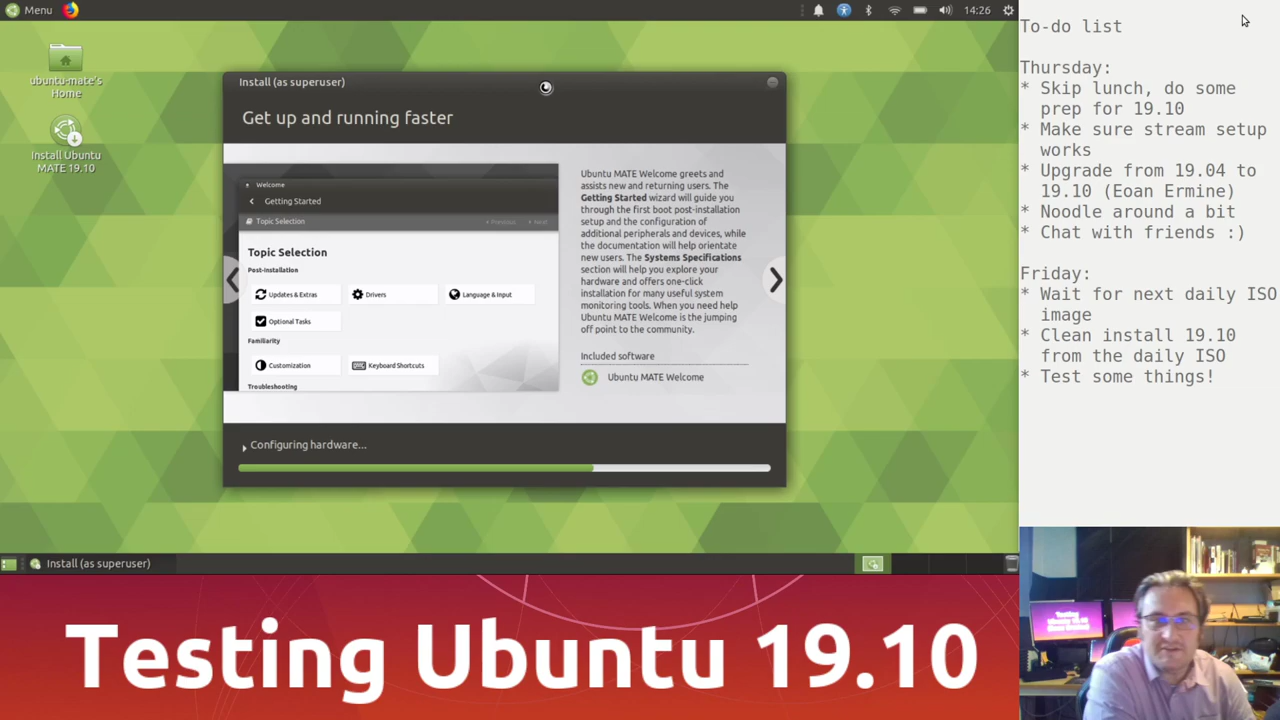 Menu
14:26
To-do list
Thursday:
* Skip lunch, do some
prep for 19.10
* Make sure stream setup
works
* Upgrade from 19.04 to
19.10 (Eoan Ermine)
* Noodle around a bit
* Chat with friends :)
Friday:
* Wait for next daily ISO
image
* Clean install 19.10
from the daily ISO
* Test some things!
ubuntu-mate's
Home
Install Ubuntu
MATE 19.10
Install (as superuser)
Get up and running faster
Welcome
Getting Started
Topic Selection
Previous
Next
Topic Selection
Post-installation
Updates & Extras
Drivers
Language & Input
Optional Tasks
Familiarity
Customization
Keyboard Shortcuts
Troubleshooting
Ubuntu MATE Welcome greets and
assists new and returning users. The
Getting Started wizard will guide you
through the first boot post-installation
setup and the configuration of
additional peripherals and devices, while
the documentation will help orientate
new users. The Systems Specifications
section will help you explore your
hardware and offers one-click
installation for many useful system
monitoring tools. When you need help
Ubuntu MATE Welcome is the jumping
off point to the community.
Included software
Ubuntu MATE Welcome
Configuring hardware...
Install (as superuser)
Testing Ubuntu 19.10